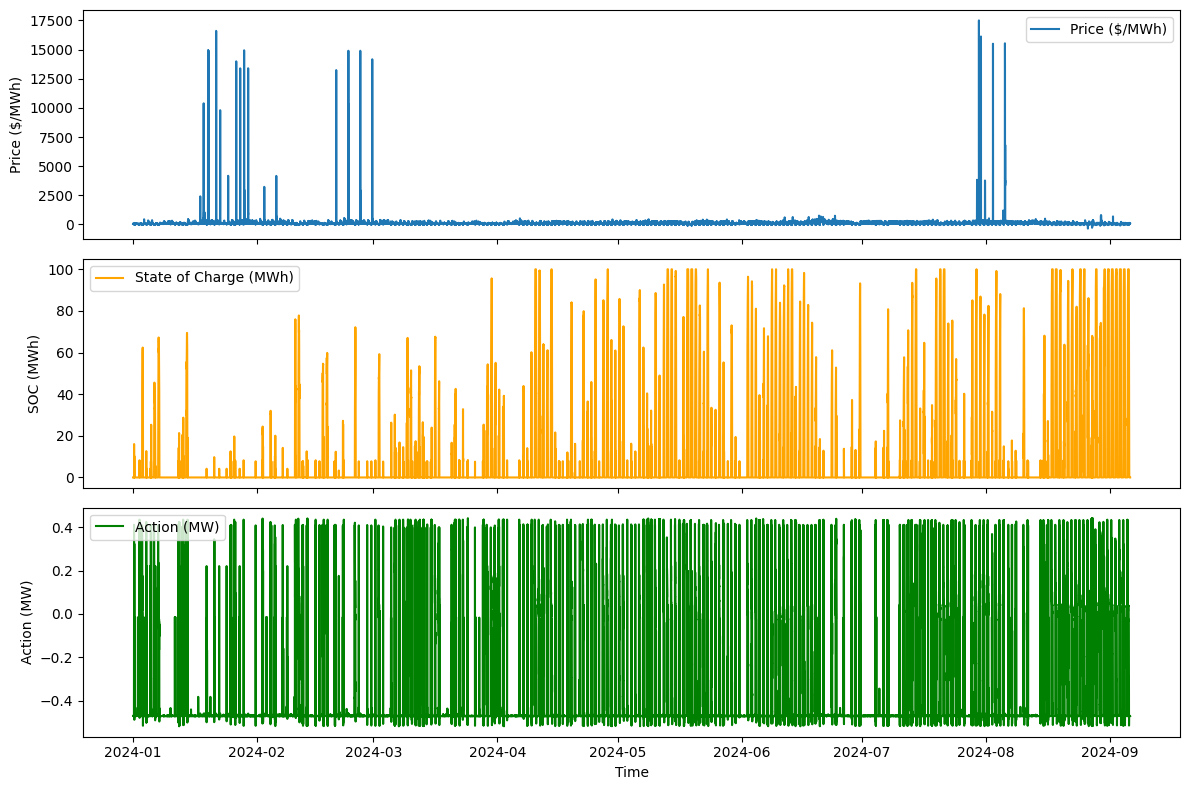 17500
15000
12500
10000
7500
5000
2500
0
Price ($/MWh)
Price ($/MWh)
100
80
60
40
20
0
SOC (MWh)
State of Charge (MWh)
0.4
0.2
0.0
−0.2
−0.4
Action (MW)
Action (MW)
2024-01 2024-02 2024-03 2024-04 2024-05 2024-06 2024-07 2024-08 2024-09
Time